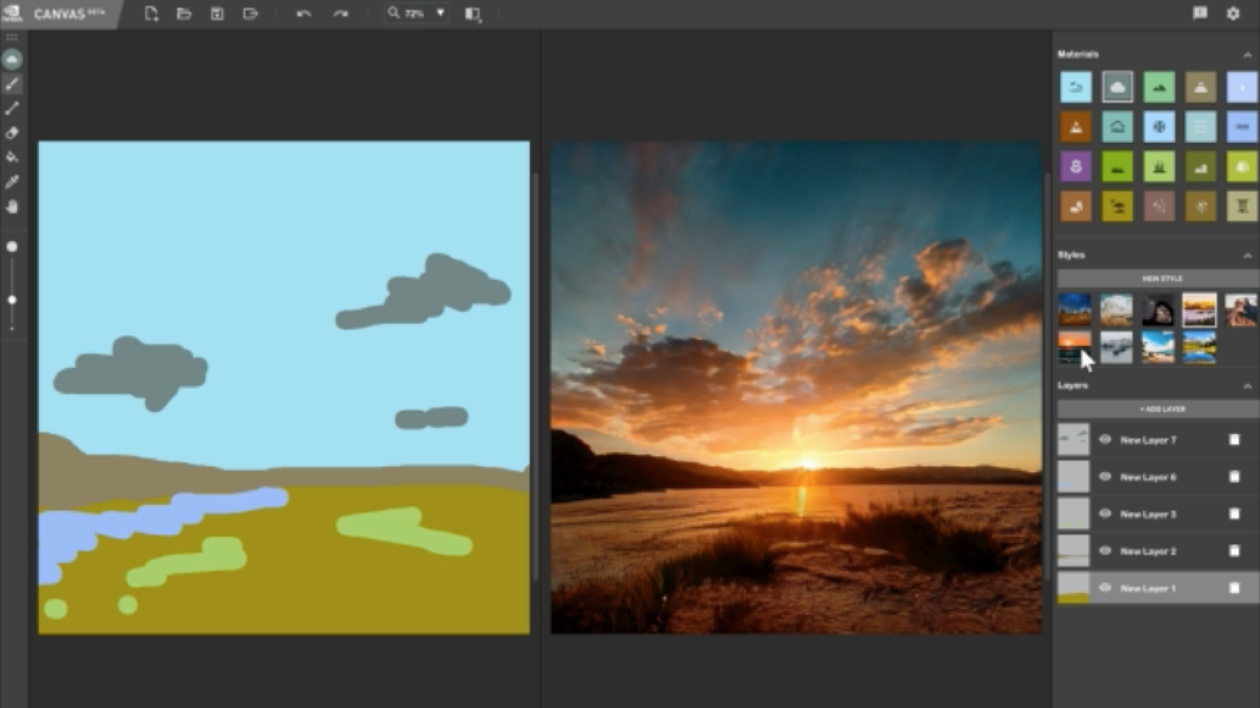 NVIDIA
CANVAS BETA
72%
Materials
Styles
NEW STYLE
Layers
+ ADD LAYER
New Layer 7
New Layer 6
New Layer 3
New Layer 2
New Layer 1